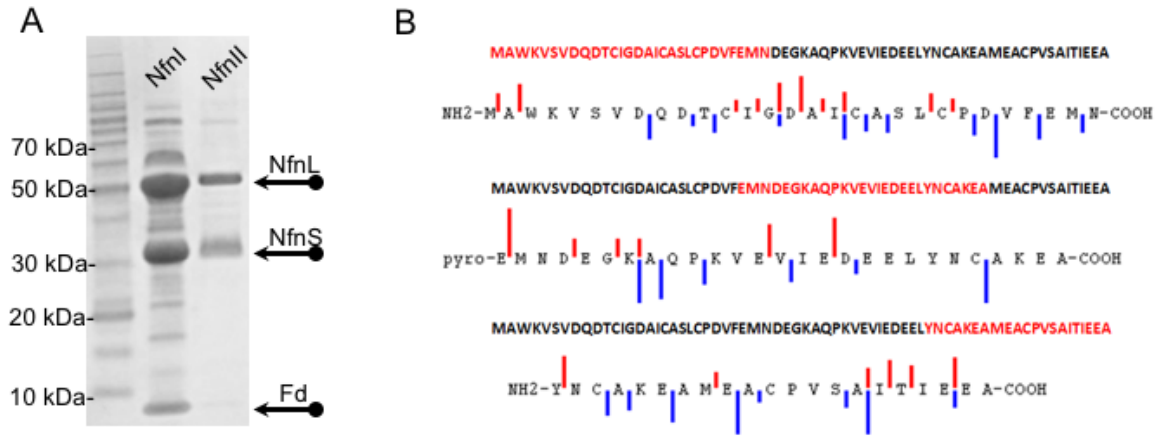 A
NfnI NfnII
70 kDa-
50 kDa-
30 kDa-
20 kDa-
10 kDa-
NfnL
NfnS
Fd
B
MAWKVSVDQDTCIGDAICASLCPDVFEMNDEGKAQPKVEVIEDEELYNCAKEAMEACPVSAITIEEA
NH2-M A W K V S V D Q D T C I G D A I C A S L C P D V F E M N-COOH
MAWKVSVDQDTCIGDAICASLCPDVFEMNDEGKAQPKVEVIEDEELYNCAKEAMEACPVSAITIEEA
pyro-E M N D E G K A Q P K V E V I E D E E L Y N C A K E A-COOH
MAWKVSVDQDTCIGDAICASLCPDVFEMNDEGKAQPKVEVIEDEELYNCAKEAMEACPVSAITIEEA
NH2-Y N C A K E A M E A C P V S A I T I E E A-COOH